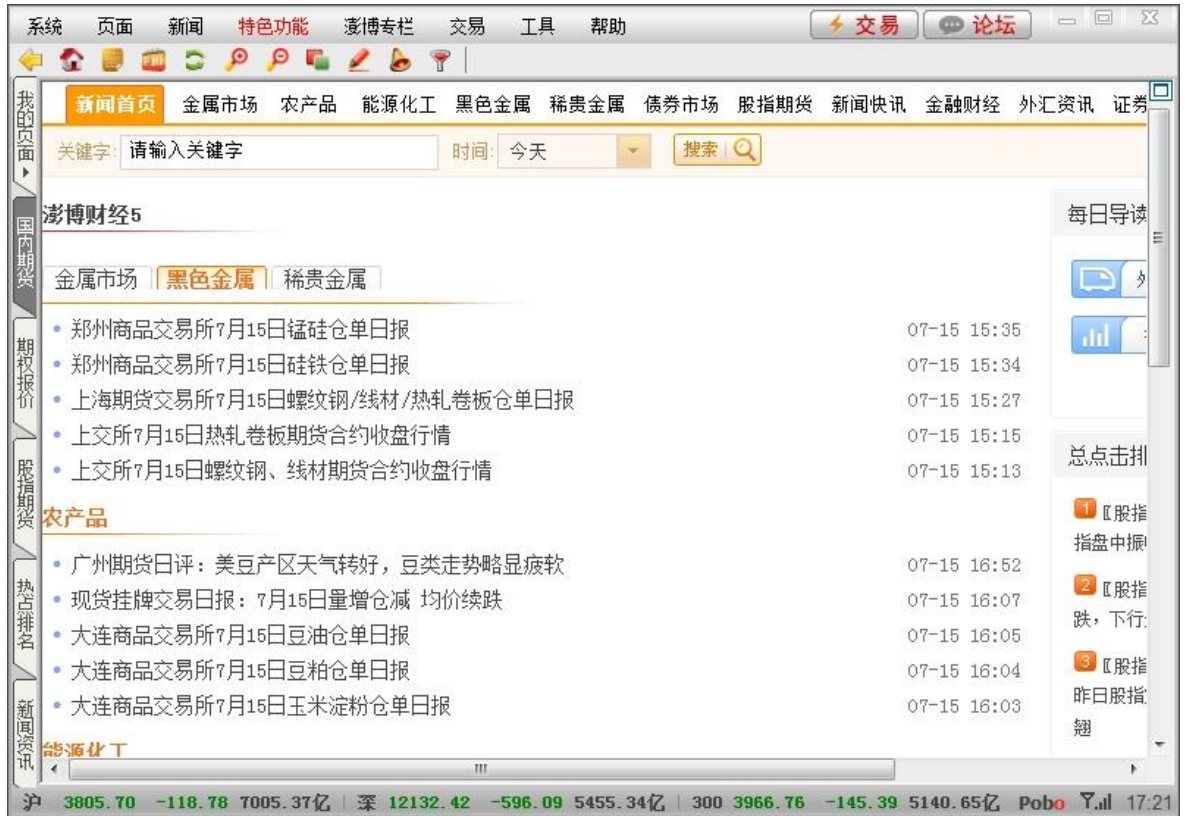 系统 页面 新闻 特色功能 澎博专栏 交易 工具 帮助 交易 论坛
我的页面
国内期货
期权报价
股指期货
热点排名
新闻资讯
新闻首页 金属市场 农产品 能源化工 黑色金属 稀贵金属 债券市场 股指期货 新闻快讯 金融财经 外汇资讯 证券
关键字: 请输入关键字 时间: 今天 搜索
澎博财经5
金属市场 黑色金属 稀贵金属
郑州商品交易所7月15日锰硅仓单日报 07-15 15:35
郑州商品交易所7月15日硅铁仓单日报 07-15 15:34
上海期货交易所7月15日螺纹钢/线材/热轧卷板仓单日报 07-15 15:27
上交所7月15日热轧卷板期货合约收盘行情 07-15 15:15
上交所7月15日螺纹钢、线材期货合约收盘行情 07-15 15:13
农产品
广州期货日评：美豆产区天气转好，豆类走势略显疲软 07-15 16:52
现货挂牌交易日报：7月15日量增仓减 均价续跌 07-15 16:07
大连商品交易所7月15日豆油仓单日报 07-15 16:05
大连商品交易所7月15日豆粕仓单日报 07-15 16:04
大连商品交易所7月15日玉米淀粉仓单日报 07-15 16:03
能源化工
每日导读
总点击排
1 〖股指
指盘中振
2 〖股指
跌，下行
3 〖股指
昨日股指
翘
沪 3805.70 -118.78 7005.37亿 深 12132.42 -596.09 5455.34亿 300 3966.76 -145.39 5140.65亿 Pobo 17:21